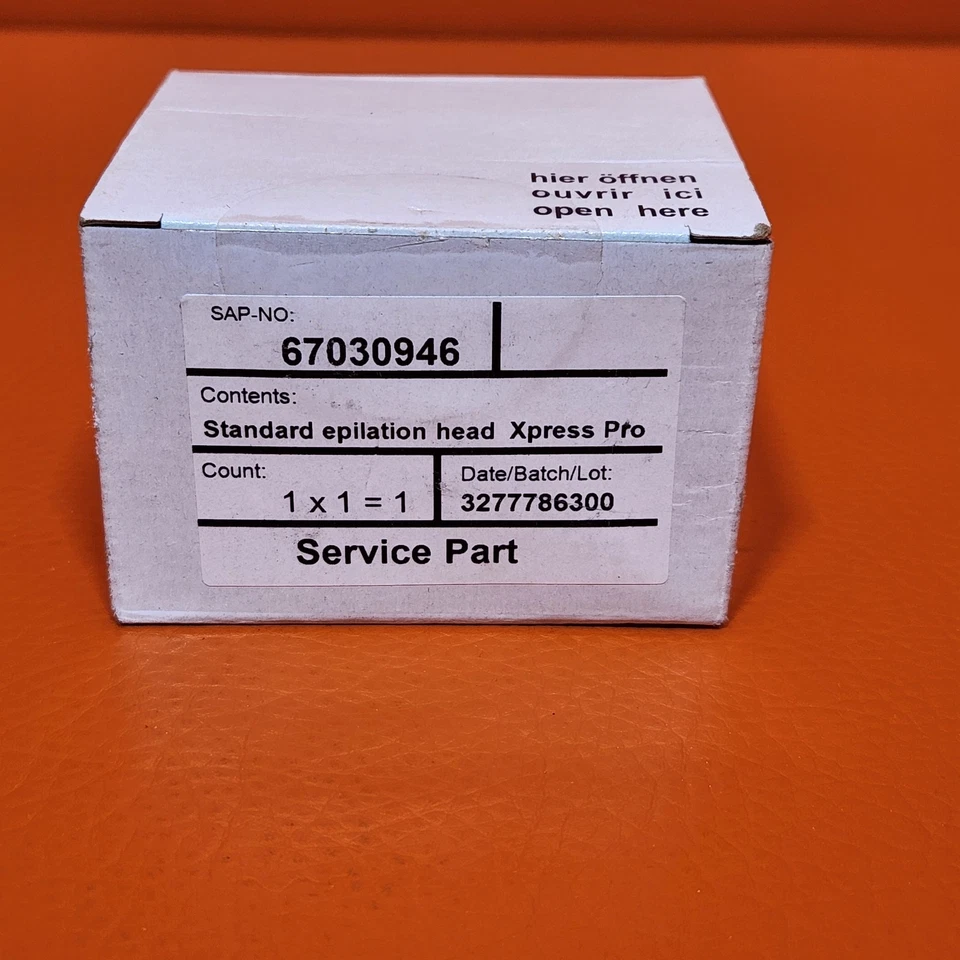 hier öffnen
ouvrir ici
open here
SAP-NO:
67030946
Contents:
Standard epilation head Xpress Pro
Count:
1 x 1 = 1
Date/Batch/Lot:
3277786300
Service Part